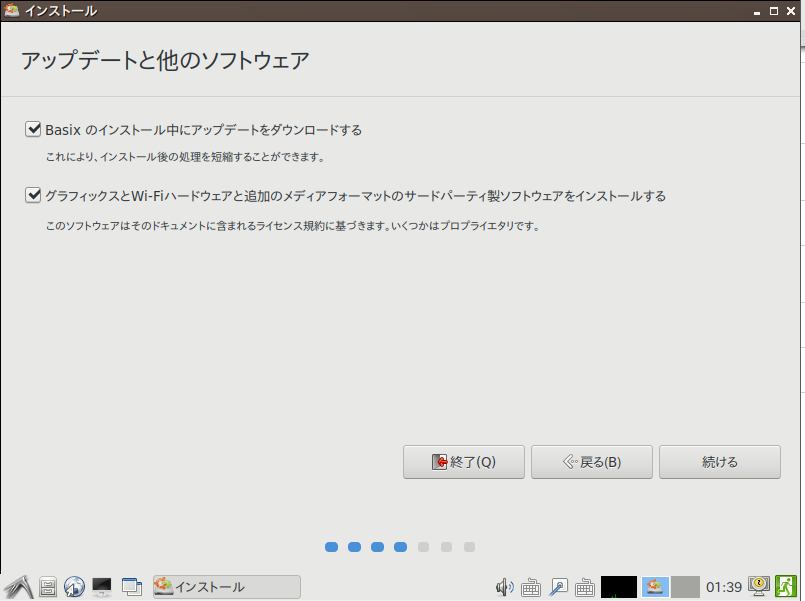 インストール
アップデートと他のソフトウェア
Basix のインストール中にアップデートをダウンロードする
これにより、インストール後の処理を短縮することができます。
グラフィックスとWi-Fiハードウェアと追加のメディアフォーマットのサードパーティ製ソフトウェアをインストールする
このソフトウェアはそのドキュメントに含まれるライセンス規約に基づきます。いくつかはプロプライエタリです。
終了(Q)
戻る(B)
続ける
インストール
01:39